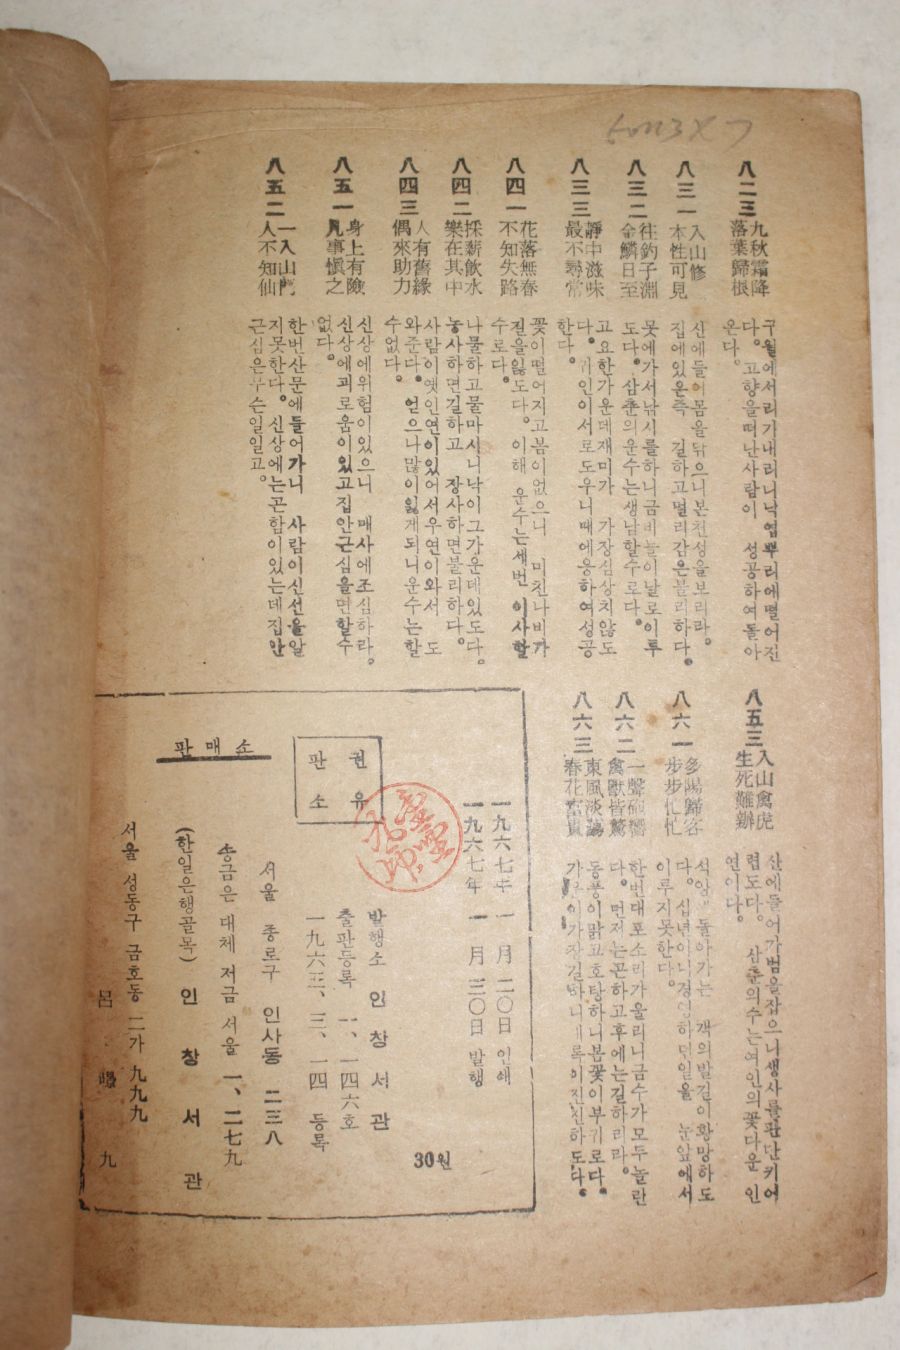 八二三
九秋霜降
落葉歸根
구월에서리가내리니낙엽뿌리에떨어진
다。고향을떠난사람이 성공하여돌아
온다。
八三一
入山修
本性可見
산에들어몸을닦으니본천성을보리라。
집에있은즉 길하고멀리감은불리하다。
八三二
往釣于淵
金鱗日至
못에가서낚시를하니금비늘이날로이투
도다。삼춘의운수는생남할수로다。
八三三
靜中滋味
最不尋常
고요한가운데재미가 가장심상치않도
다。귀인이서로도우니때에응하여성공
한다。
八四一
花落無春
不知失路
꽃이떨어지고봄이없으니 미친나비가
길을잃도다。이해 운수는세번 이사할
수로다。
八四二
採薪飮水
樂在其中
나물하고물마시니낙이그가운데있도다。
농사하면길하고 장사하면불리하다。
八四三
人有舊緣
偶來助力
사람이옛인연이있어서우연이와서 도
와준다。얻으나많이잃게되니운수는할
수없다。
八五一
身上有險
凡事愼之
신상에위험이있으니 매사에조심하라。
신상에괴로움이있고집안근심을면할수
없다。
八五二
一入山門
人不知仙
한번산문에들어가니 사람이신선을알
지못한다。신상에는곤함이있는데집안
근심은무슨일일고。
八五三
入山禽虎
生死難辦
산에들어가범을잡으니생사를판단키어
렵도다。 삼춘의수는여인의꽃다운 인
연이다。
八六一
多陽歸客
步步忙忙
석양 돌아가는 객의발길이황망하도
다。십년이나경영하던일을 눈앞에서
이루지못한다。
八六二
一聲砲響
禽獸皆驚
한번대포소리가울리니금수가모두놀란
다。먼저는곤하고후에는길하리라。
八六三
東風淡蕩
春花富貴
동풍이맑고호탕하니봄꽃이부귀로다。
가 이가장길하니 록이진진하도다。
一九六七年 一月 二〇日 인쇄
一九六七年 一月 三〇日 발행
30원
권유
판소
발행소 인창서관
출판등록 一、一四六호
一九六三、三、一四 등록
서울 종로구 인사동 二三八
송금은 대체 저금 서울 一、二七九
판매소
(한일은행골목) 인창서관
서울 성동구 금호동 二가 九九九
呂 九